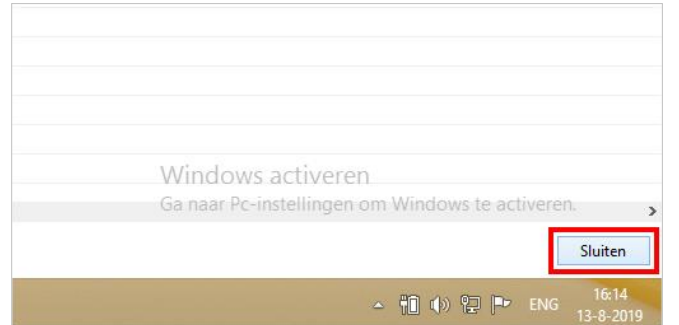 Windows activeren
Ga naar Pc-instellingen om Windows te activeren.
Sluiten
ENG
16:14
13-8-2019